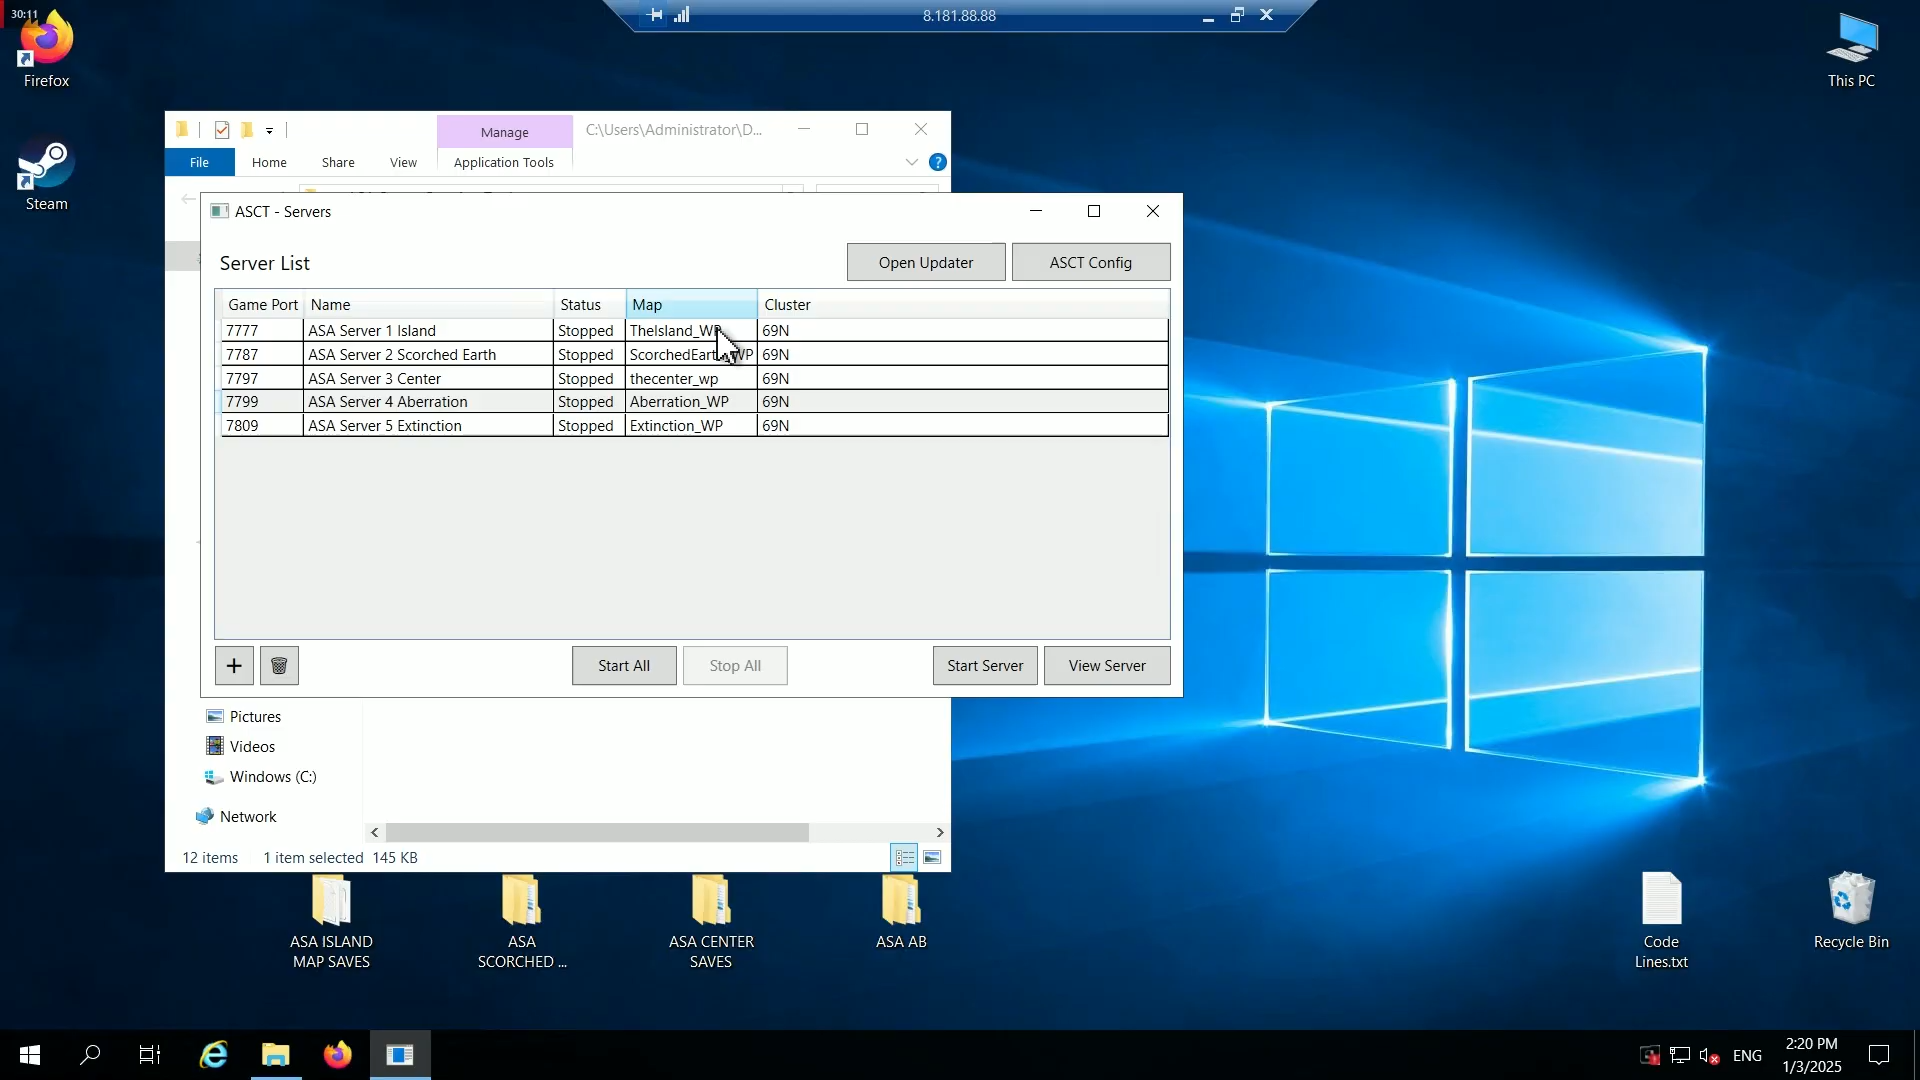 30:11
8.181.88.88
Firefox
Steam
This PC
Manage
C:\Users\Administrator\D...
File
Home
Share
View
Application Tools
ASCT - Servers
Server List
Open Updater
ASCT Config
Game Port Name Status Map Cluster
7777 ASA Server 1 Island Stopped TheIsland_WP 69N
7787 ASA Server 2 Scorched Earth Stopped 69N
7797 ASA Server 3 Center Stopped thecenter_wp 69N
7799 ASA Server 4 Aberration Stopped Aberration_WP 69N
7809 ASA Server 5 Extinction Stopped Extinction_WP 69N
Start All
Stop All
Start Server
View Server
Pictures
Videos
Windows (C:)
Network
12 items 1 item selected 145 KB
ASA ISLAND
MAP SAVES
ASA
SCORCHED ...
ASA CENTER
SAVES
ASA AB
Code
Lines.txt
Recycle Bin
ENG
2:20 PM
1/3/2025